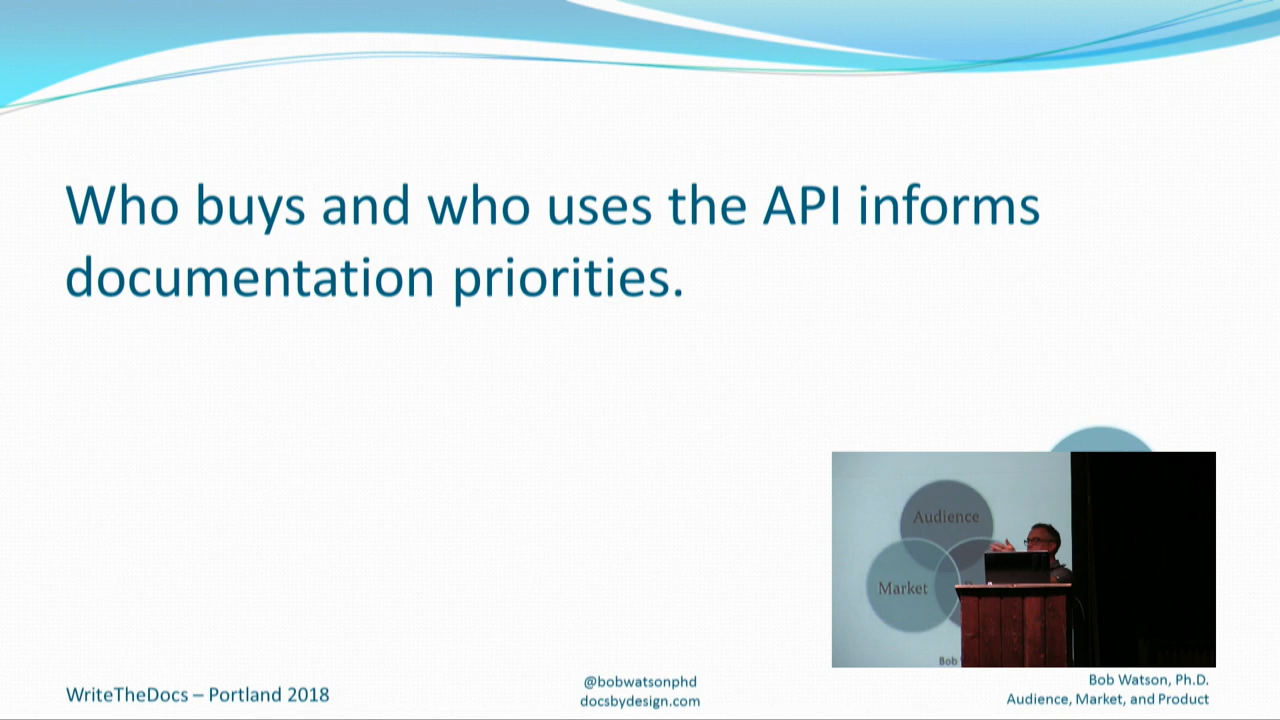 Who buys and who uses the API informs
documentation priorities.
Audience
Market
Bob
WriteTheDocs – Portland 2018
@bobwatsonphd
docsbydesign.com
Bob Watson, Ph.D.
Audience, Market, and Product